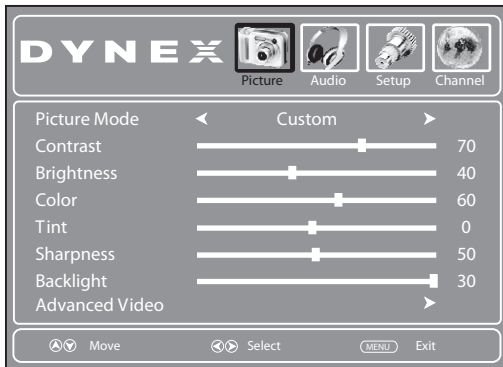 DYNEX
Picture Audio Setup Channel
Picture Mode Custom
Contrast 70
Brightness 40
Color 60
Tint 0
Sharpness 50
Backlight 30
Advanced Video
Move Select MENU Exit